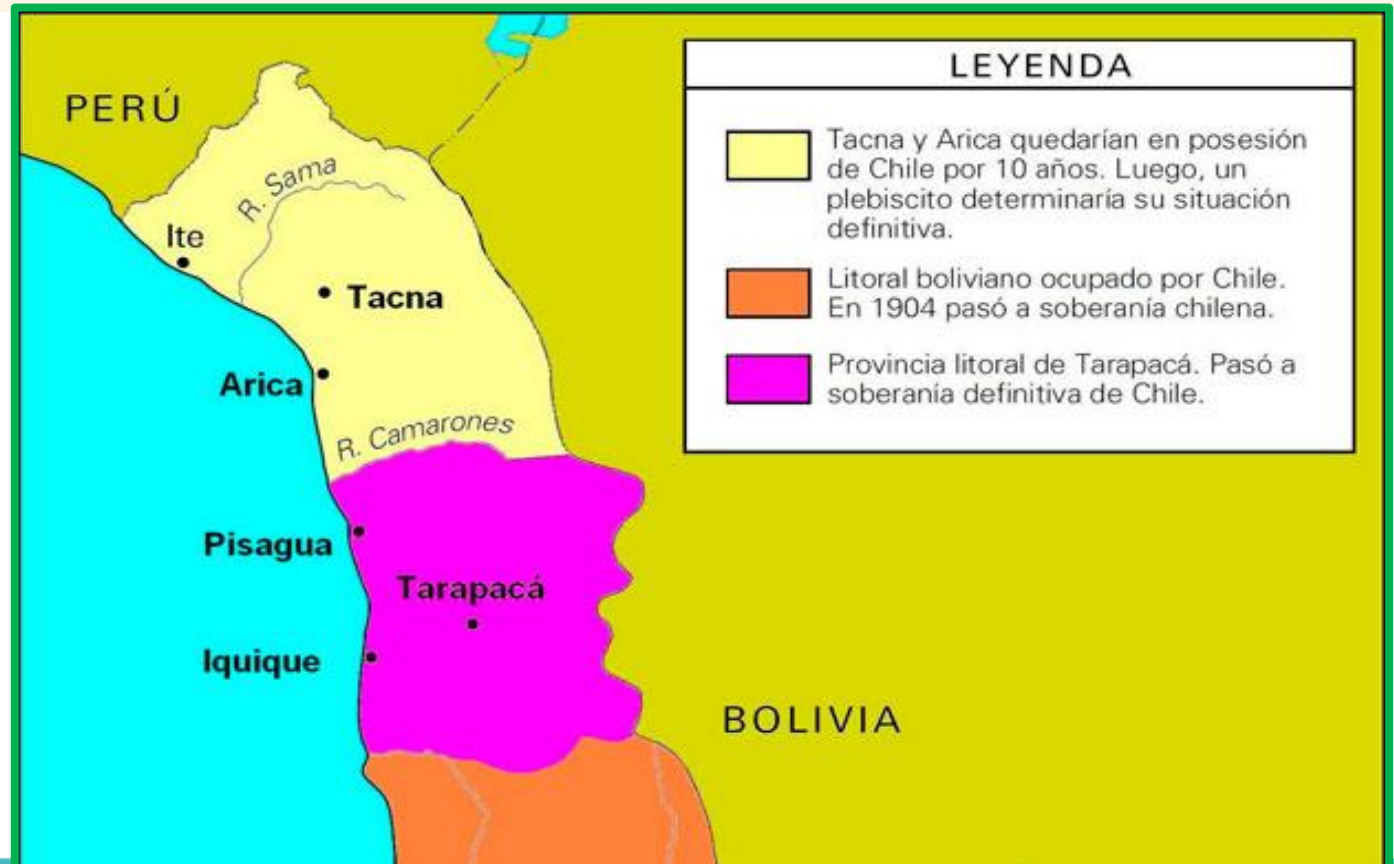 PERÚ
R. Sama
Ite
Tacna
Arica
R. Camarones
Pisagua
Tarapacá
Iquique
BOLIVIA
LEYENDA
Tacna y Arica quedarían en posesión
de Chile por 10 años. Luego, un
plebiscito determinaría su situación
definitiva.
Litoral boliviano ocupado por Chile.
En 1904 pasó a soberanía chilena.
Provincia litoral de Tarapacá. Pasó a
soberanía definitiva de Chile.